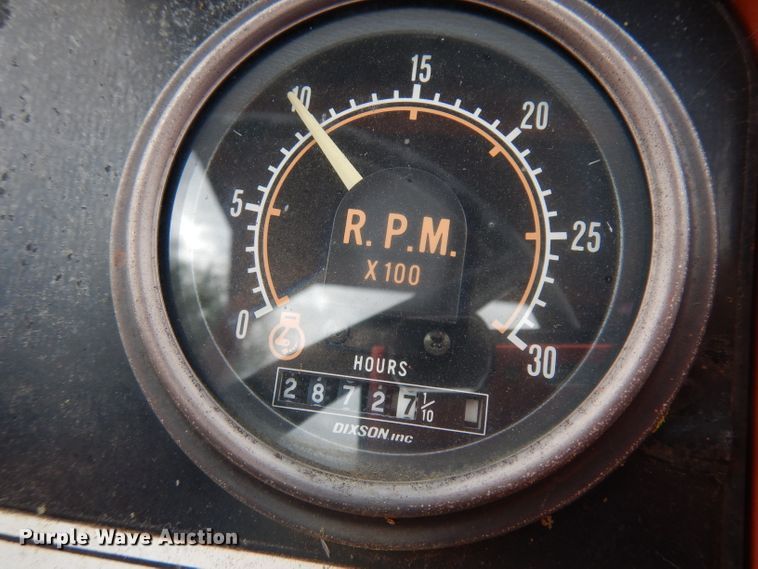 0
5
10
15
20
25
30
R. P.M.
X 100
HOURS
2 8 7 2 7 1/10
DIXSON, inc
Purple Wave Auction